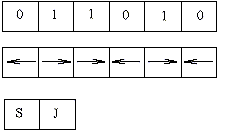 0 1 1 0 1 0
← → → ← → ←
S J